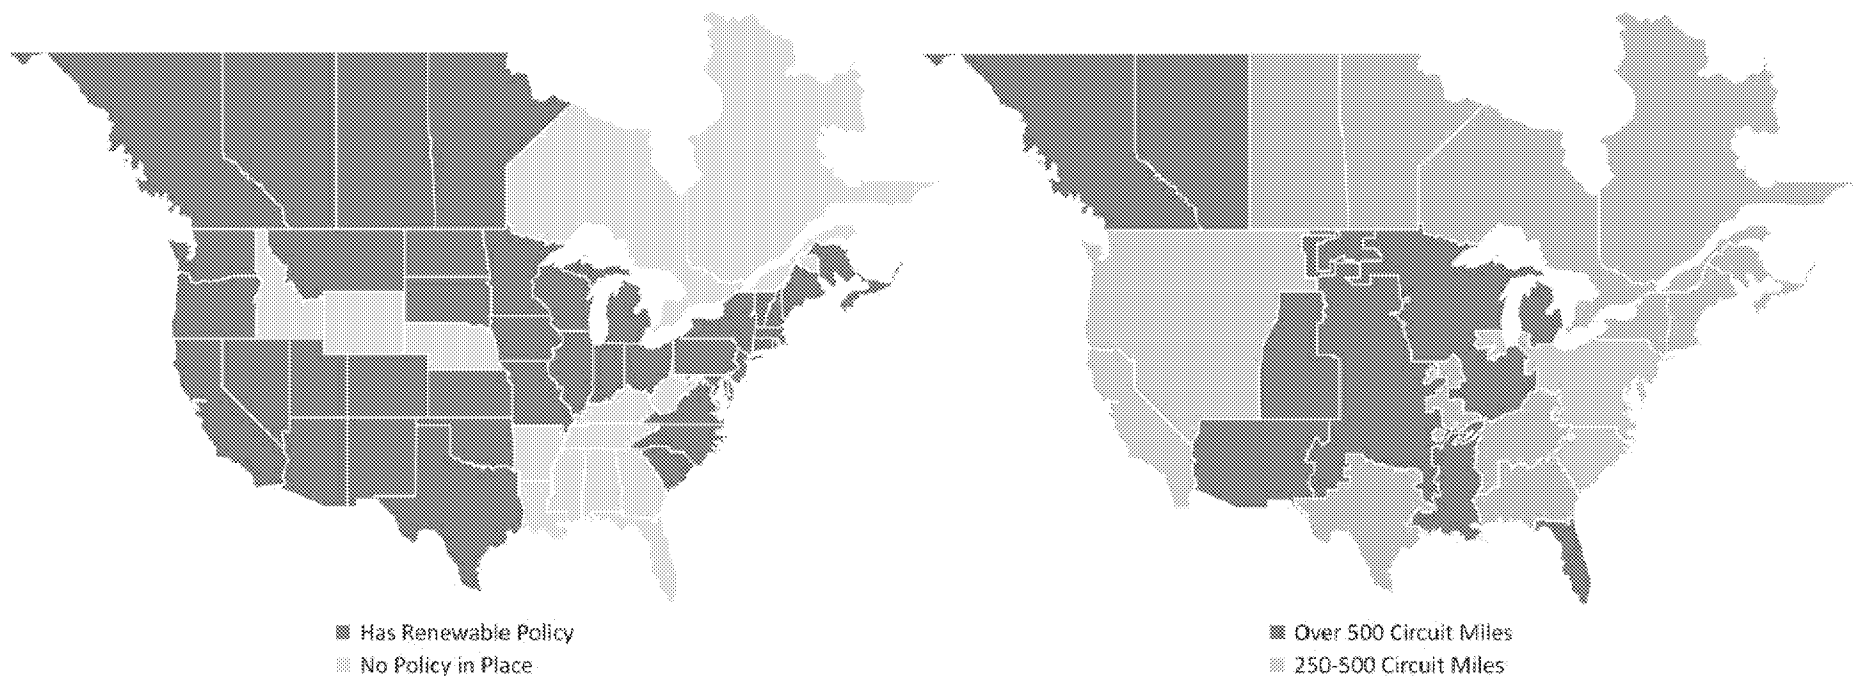 Has Renewable Policy
No Policy in Place
Over 500 Circuit Miles
250-500 Circuit Miles